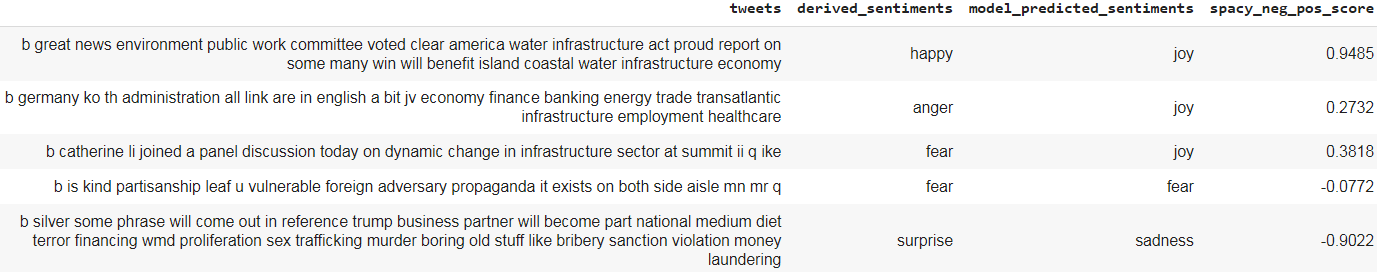 tweets derived_sentiments model_predicted_sentiments spacy_neg_pos_score
b great news environment public work committee voted clear america water infrastructure act proud report on
some many win will benefit island coastal water infrastructure economy
happy joy 0.9485
b germany ko th administration all link are in english a bit jv economy finance banking energy trade transatlantic
infrastructure employment healthcare
anger joy 0.2732
b catherine li joined a panel discussion today on dynamic change in infrastructure sector at summit ii q ike fear joy 0.3818
b is kind partisanship leaf u vulnerable foreign adversary propaganda it exists on both side aisle mn mr q fear fear -0.0772
b silver some phrase will come out in reference trump business partner will become part national medium diet
terror financing wmd proliferation sex trafficking murder boring old stuff like bribery sanction violation money
laundering
surprise sadness -0.9022